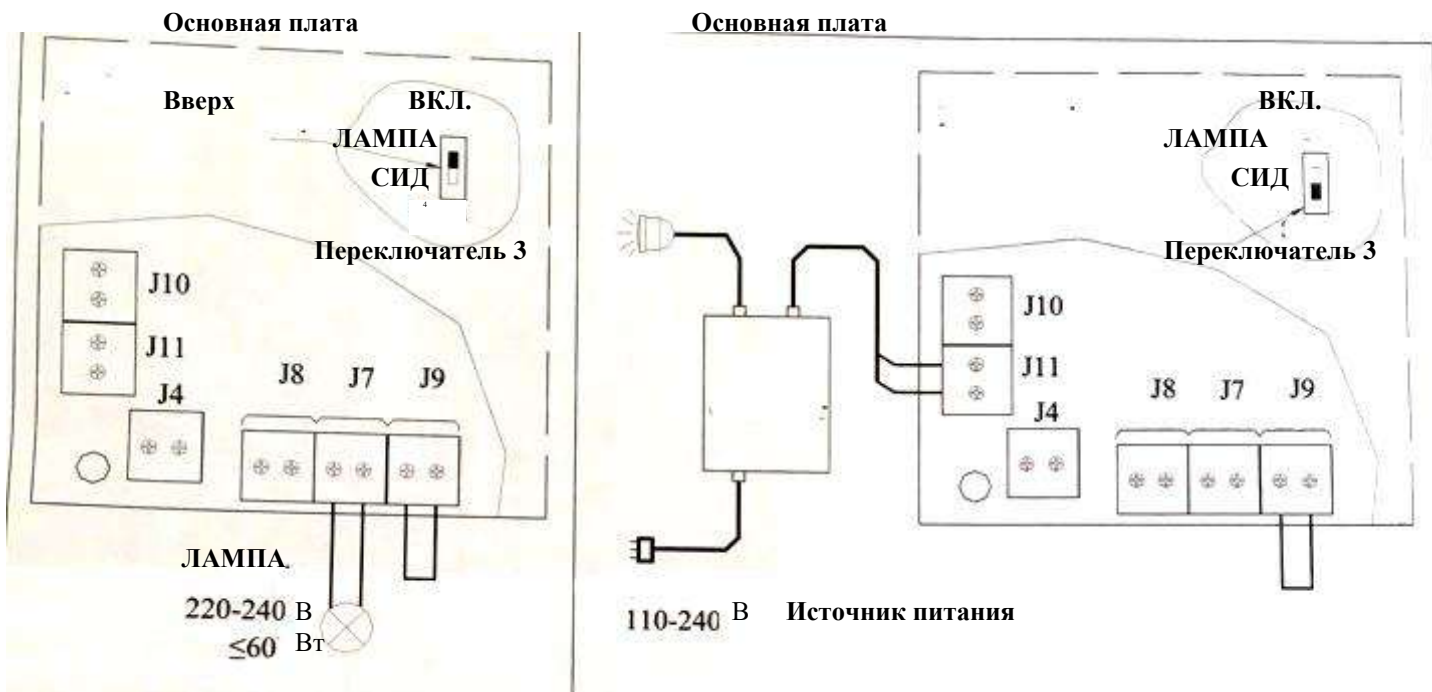 Основная плата
Вверх
ВКЛ.
ЛАМПА
СИД
4
Переключатель 3
J10
J11
J4
J8 J7 J9
ЛАМПА
220-240 В
≤60 Вт
Основная плата
ВКЛ.
ЛАМПА
СИД
Переключатель 3
J10
J11
J4
J8 J7 J9
110-240 В Источник питания